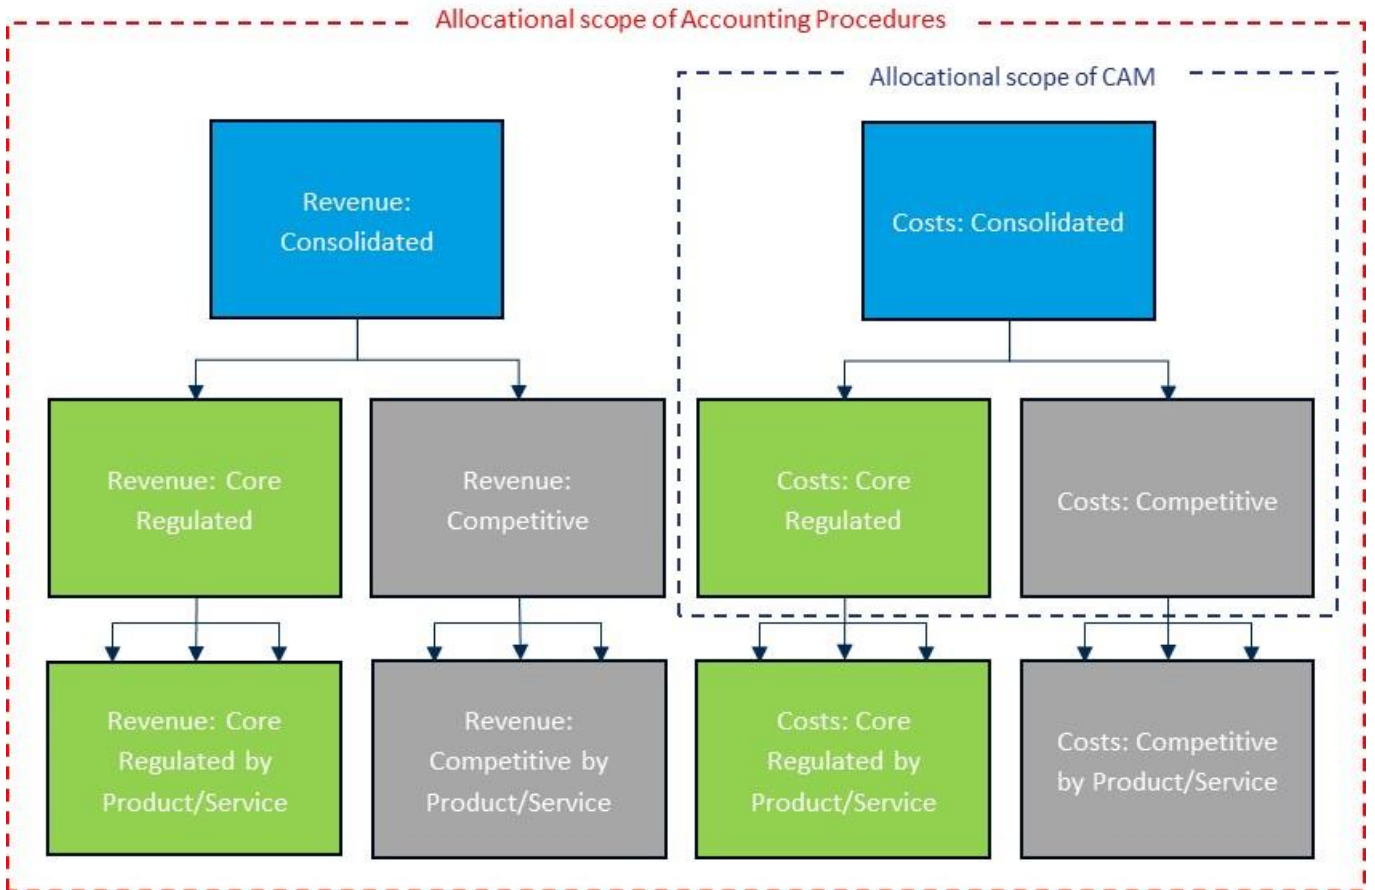 Allocational scope of Accounting Procedures
Allocational scope of CAM
Revenue:
Consolidated
Costs: Consolidated
Revenue: Core
Regulated
Revenue:
Competitive
Costs: Core
Regulated
Costs: Competitive
Revenue: Core
Regulated by
Product/Service
Revenue:
Competitive by
Product/Service
Costs: Core
Regulated by
Product/Service
Costs: Competitive
by Product/Service